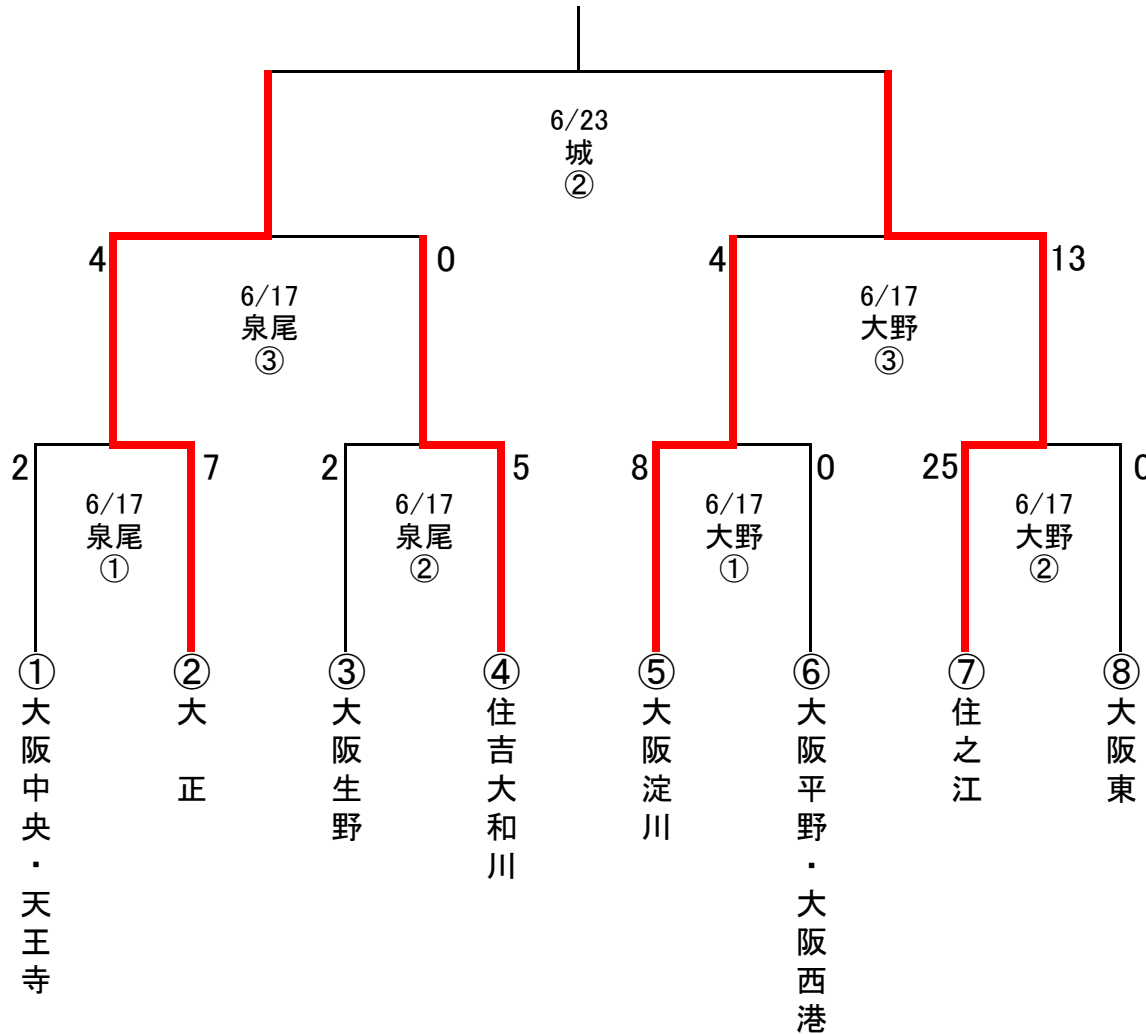 6/23
城
②
4
0
4
13
6/17
泉尾
③
6/17
大野
③
2
7
2
5
8
0
25
0
6/17
泉尾
①
6/17
泉尾
②
6/17
大野
①
6/17
大野
②
①
大阪中央・天王寺
②
大　正
③
大阪生野
④
住吉大和川
⑤
大阪淀川
⑥
大阪平野・大阪西港
⑦
住之江
⑧
大阪東